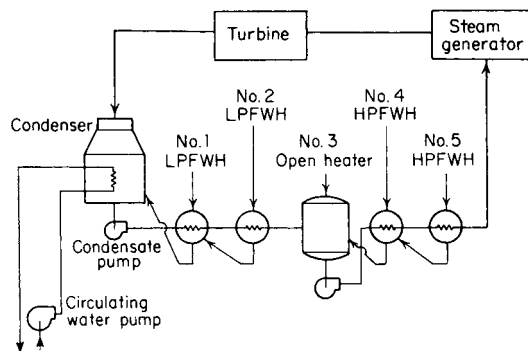 Turbine
Steam
generator
Condenser
No. 1
LPFWH
No. 2
LPFWH
No. 3
Open heater
No. 4
HPFWH
No. 5
HPFWH
Condensate
pump
Circulating
water pump